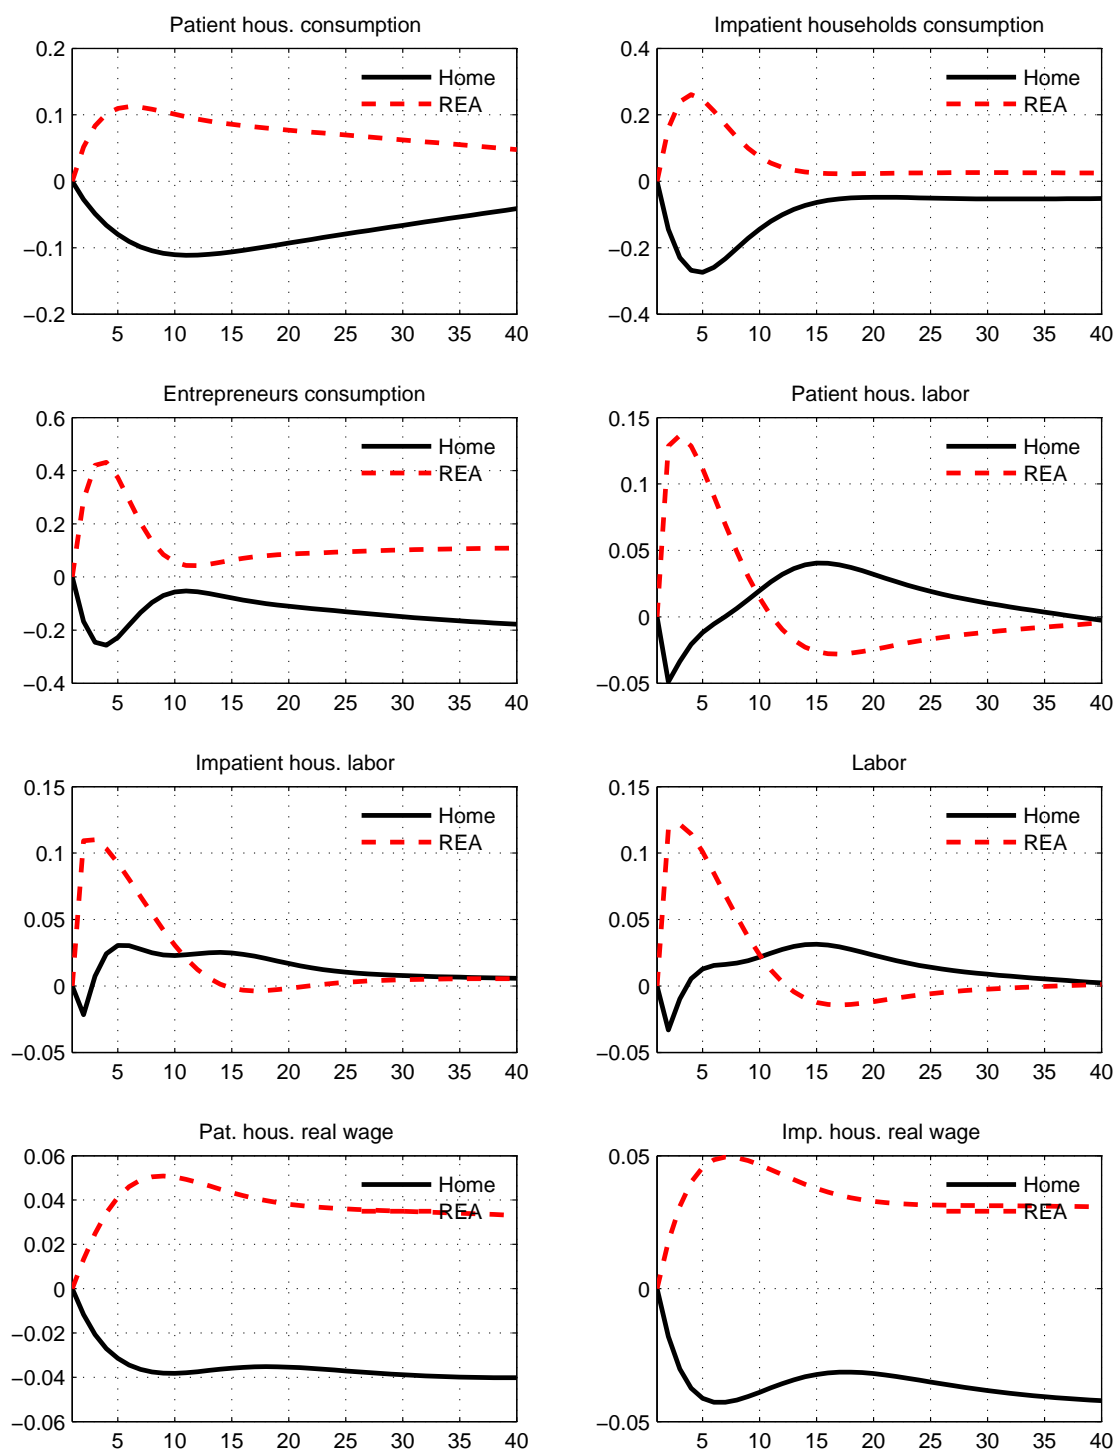 Patient hous. consumption
0.2
0.1
0
−0.1
−0.2
5 10 15 20 25 30 35 40
Home
REA
Impatient households consumption
0.4
0.2
0
−0.2
−0.4
5 10 15 20 25 30 35 40
Home
REA
Entrepreneurs consumption
0.6
0.4
0.2
0
−0.2
−0.4
5 10 15 20 25 30 35 40
Home
REA
Patient hous. labor
0.15
0.1
0.05
0
−0.05
5 10 15 20 25 30 35 40
Home
REA
Impatient hous. labor
0.15
0.1
0.05
0
−0.05
5 10 15 20 25 30 35 40
Home
REA
Labor
0.15
0.1
0.05
0
−0.05
5 10 15 20 25 30 35 40
Home
REA
Pat. hous. real wage
0.06
0.04
0.02
0
−0.02
−0.04
−0.06
5 10 15 20 25 30 35 40
Home
REA
Imp. hous. real wage
0.05
0
−0.05
5 10 15 20 25 30 35 40
Home
REA